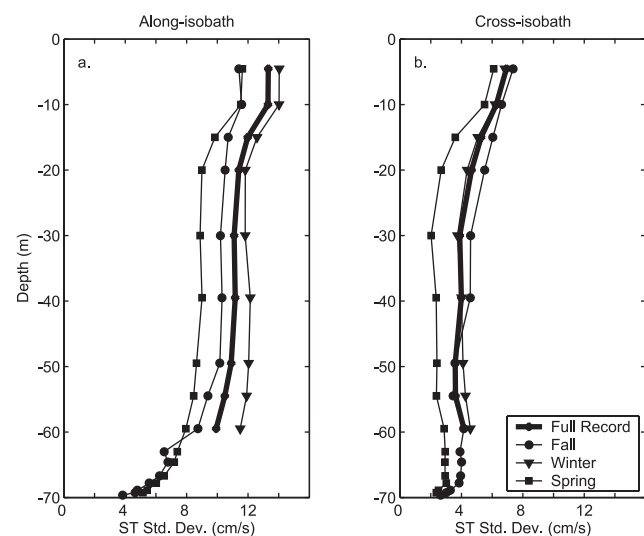 Along-isobath
Cross-isobath
a.
b.
Depth (m)
0
-10
-20
-30
-40
-50
-60
-70
0
-10
-20
-30
-40
-50
-60
-70
0 4 8 12
0 4 8 12
ST Std. Dev. (cm/s)
ST Std. Dev. (cm/s)
Full Record
Fall
Winter
Spring